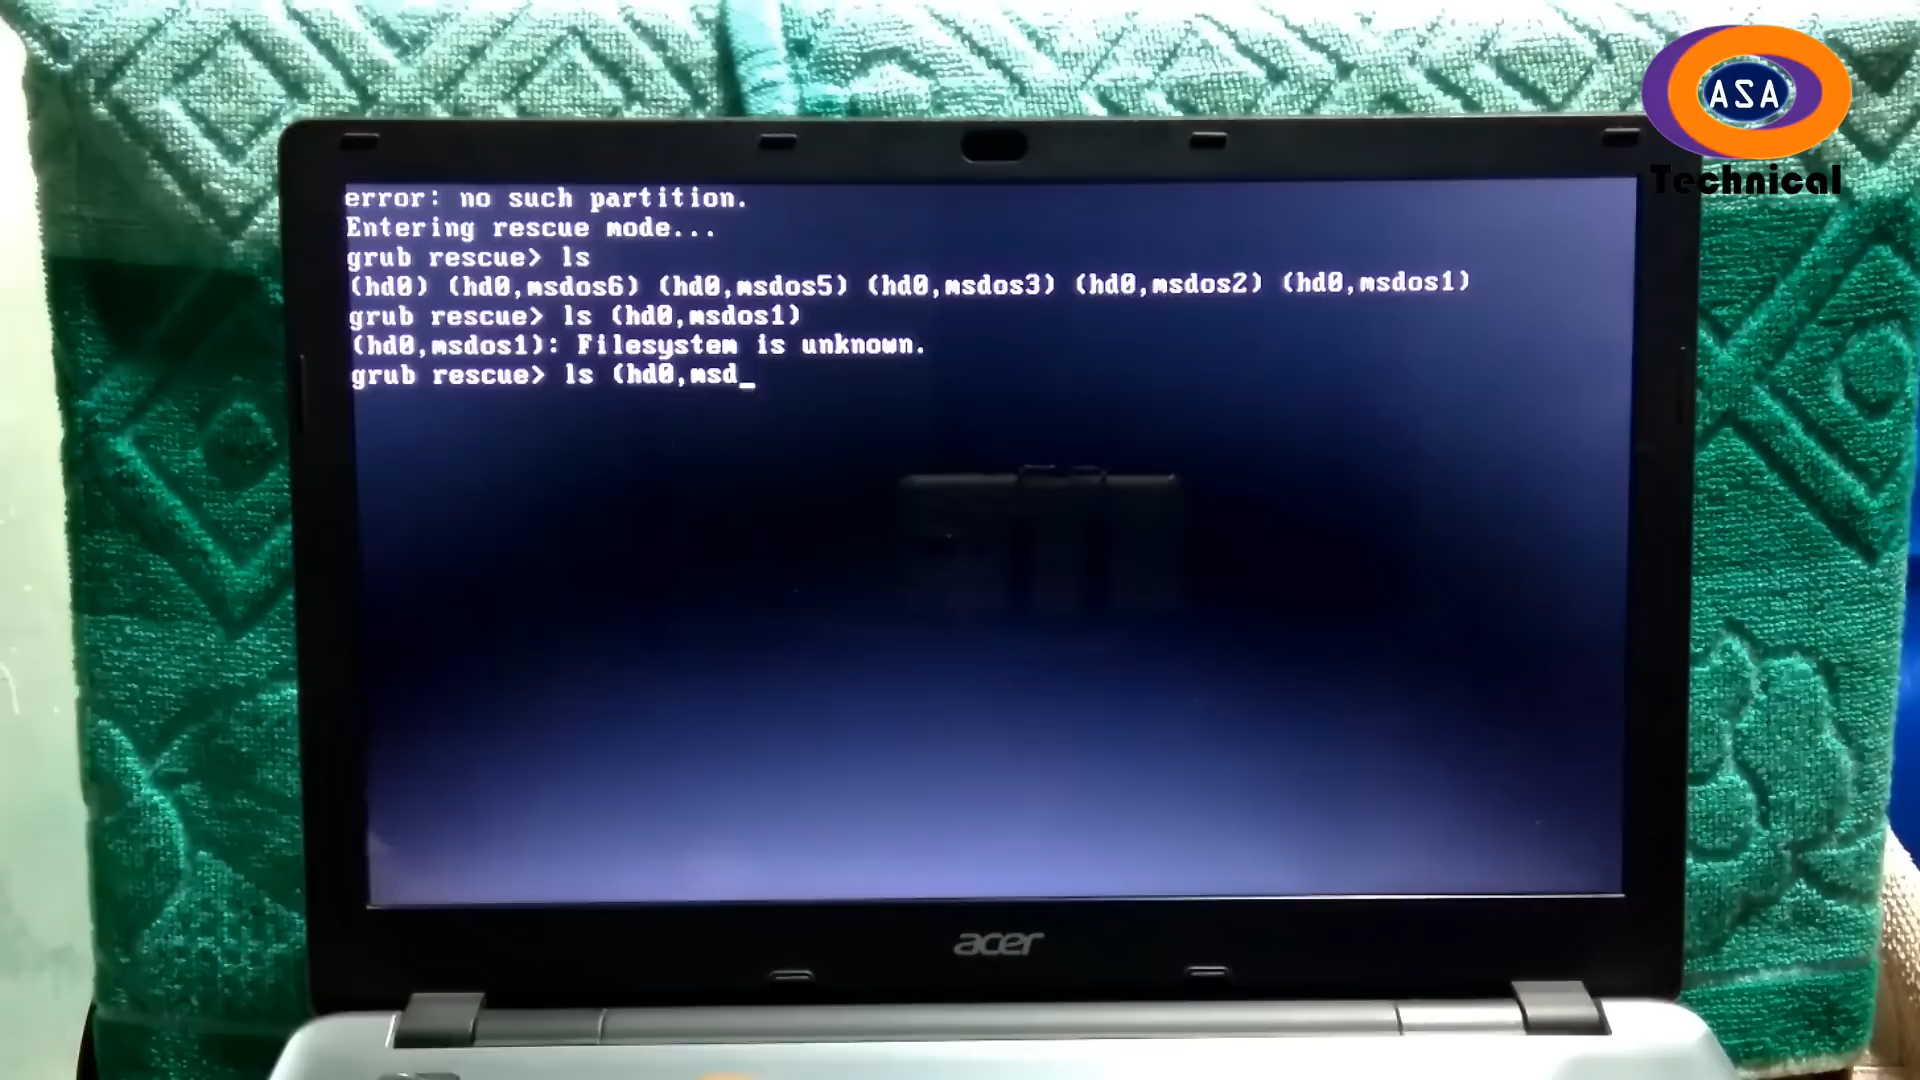 ASA
Technical
error: no such partition.
Entering rescue mode...
grub rescue> ls
(hd0) (hd0,msdos6) (hd0,msdos5) (hd0,msdos3) (hd0,msdos2) (hd0,msdos1)
grub rescue> ls (hd0,msdos1)
(hd0,msdos1): Filesystem is unknown.
grub rescue> ls (hd0,msd_
acer